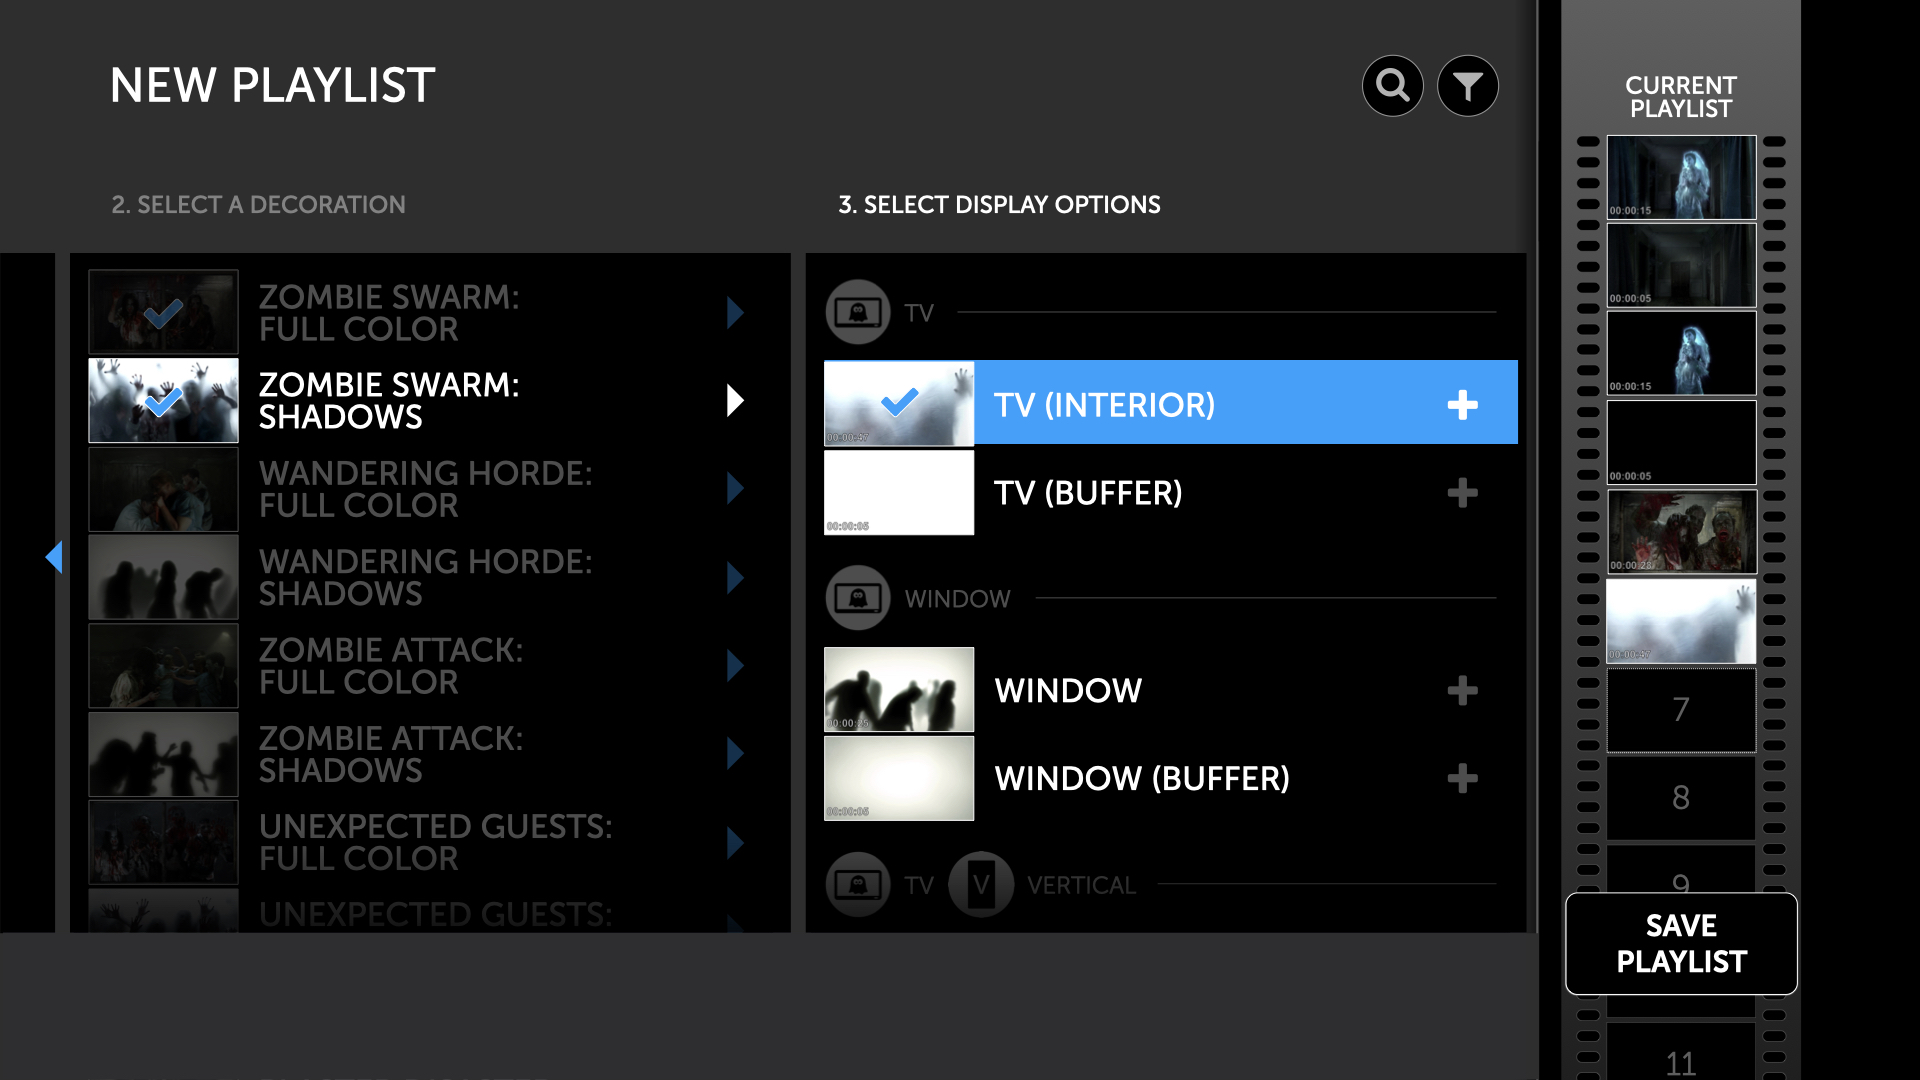 NEW PLAYLIST
2. SELECT A DECORATION
3. SELECT DISPLAY OPTIONS
ZOMBIE SWARM:
FULL COLOR
ZOMBIE SWARM:
SHADOWS
WANDERING HORDE:
FULL COLOR
WANDERING HORDE:
SHADOWS
ZOMBIE ATTACK:
FULL COLOR
ZOMBIE ATTACK:
SHADOWS
UNEXPECTED GUESTS:
FULL COLOR
UNEXPECTED GUESTS:
TV
00:00:47
TV (INTERIOR)
00:00:05
TV (BUFFER)
WINDOW
00:00:25
WINDOW
00:00:05
WINDOW (BUFFER)
TV
V
VERTICAL
CURRENT
PLAYLIST
00:00:15
00:00:05
00:00:15
00:00:05
00:00:28
00:00:47
7
8
9
SAVE
PLAYLIST
11